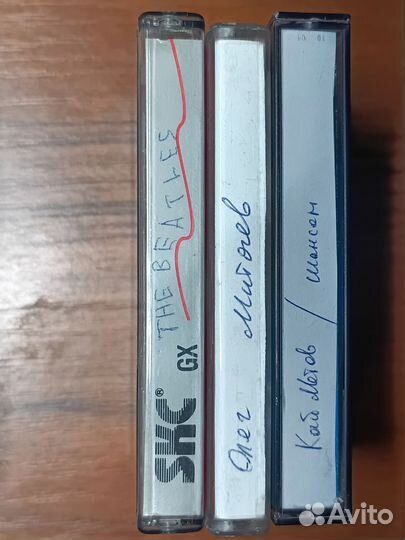 SKC® GX THE BEATLES
Олег Митяев
Кай Метов / шансон
Avito